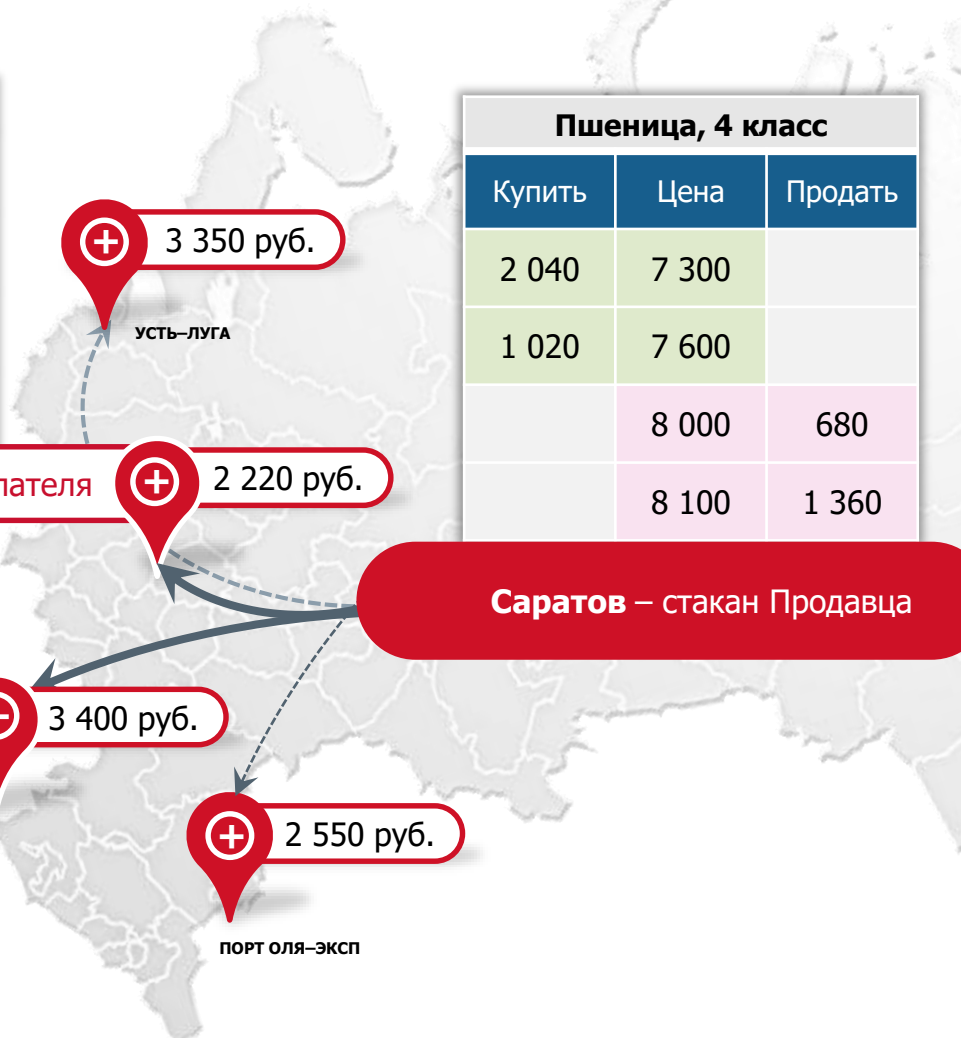 Пшеница, 4 класс
Купить Цена Продать
2 040 7 300
1 020 7 600
8 000 680
8 100 1 360
3 350 руб.
УСТЬ–ЛУГА
2 220 руб.
Саратов – стакан Продавца
3 400 руб.
2 550 руб.
ПОРТ ОЛЯ–ЭКСП